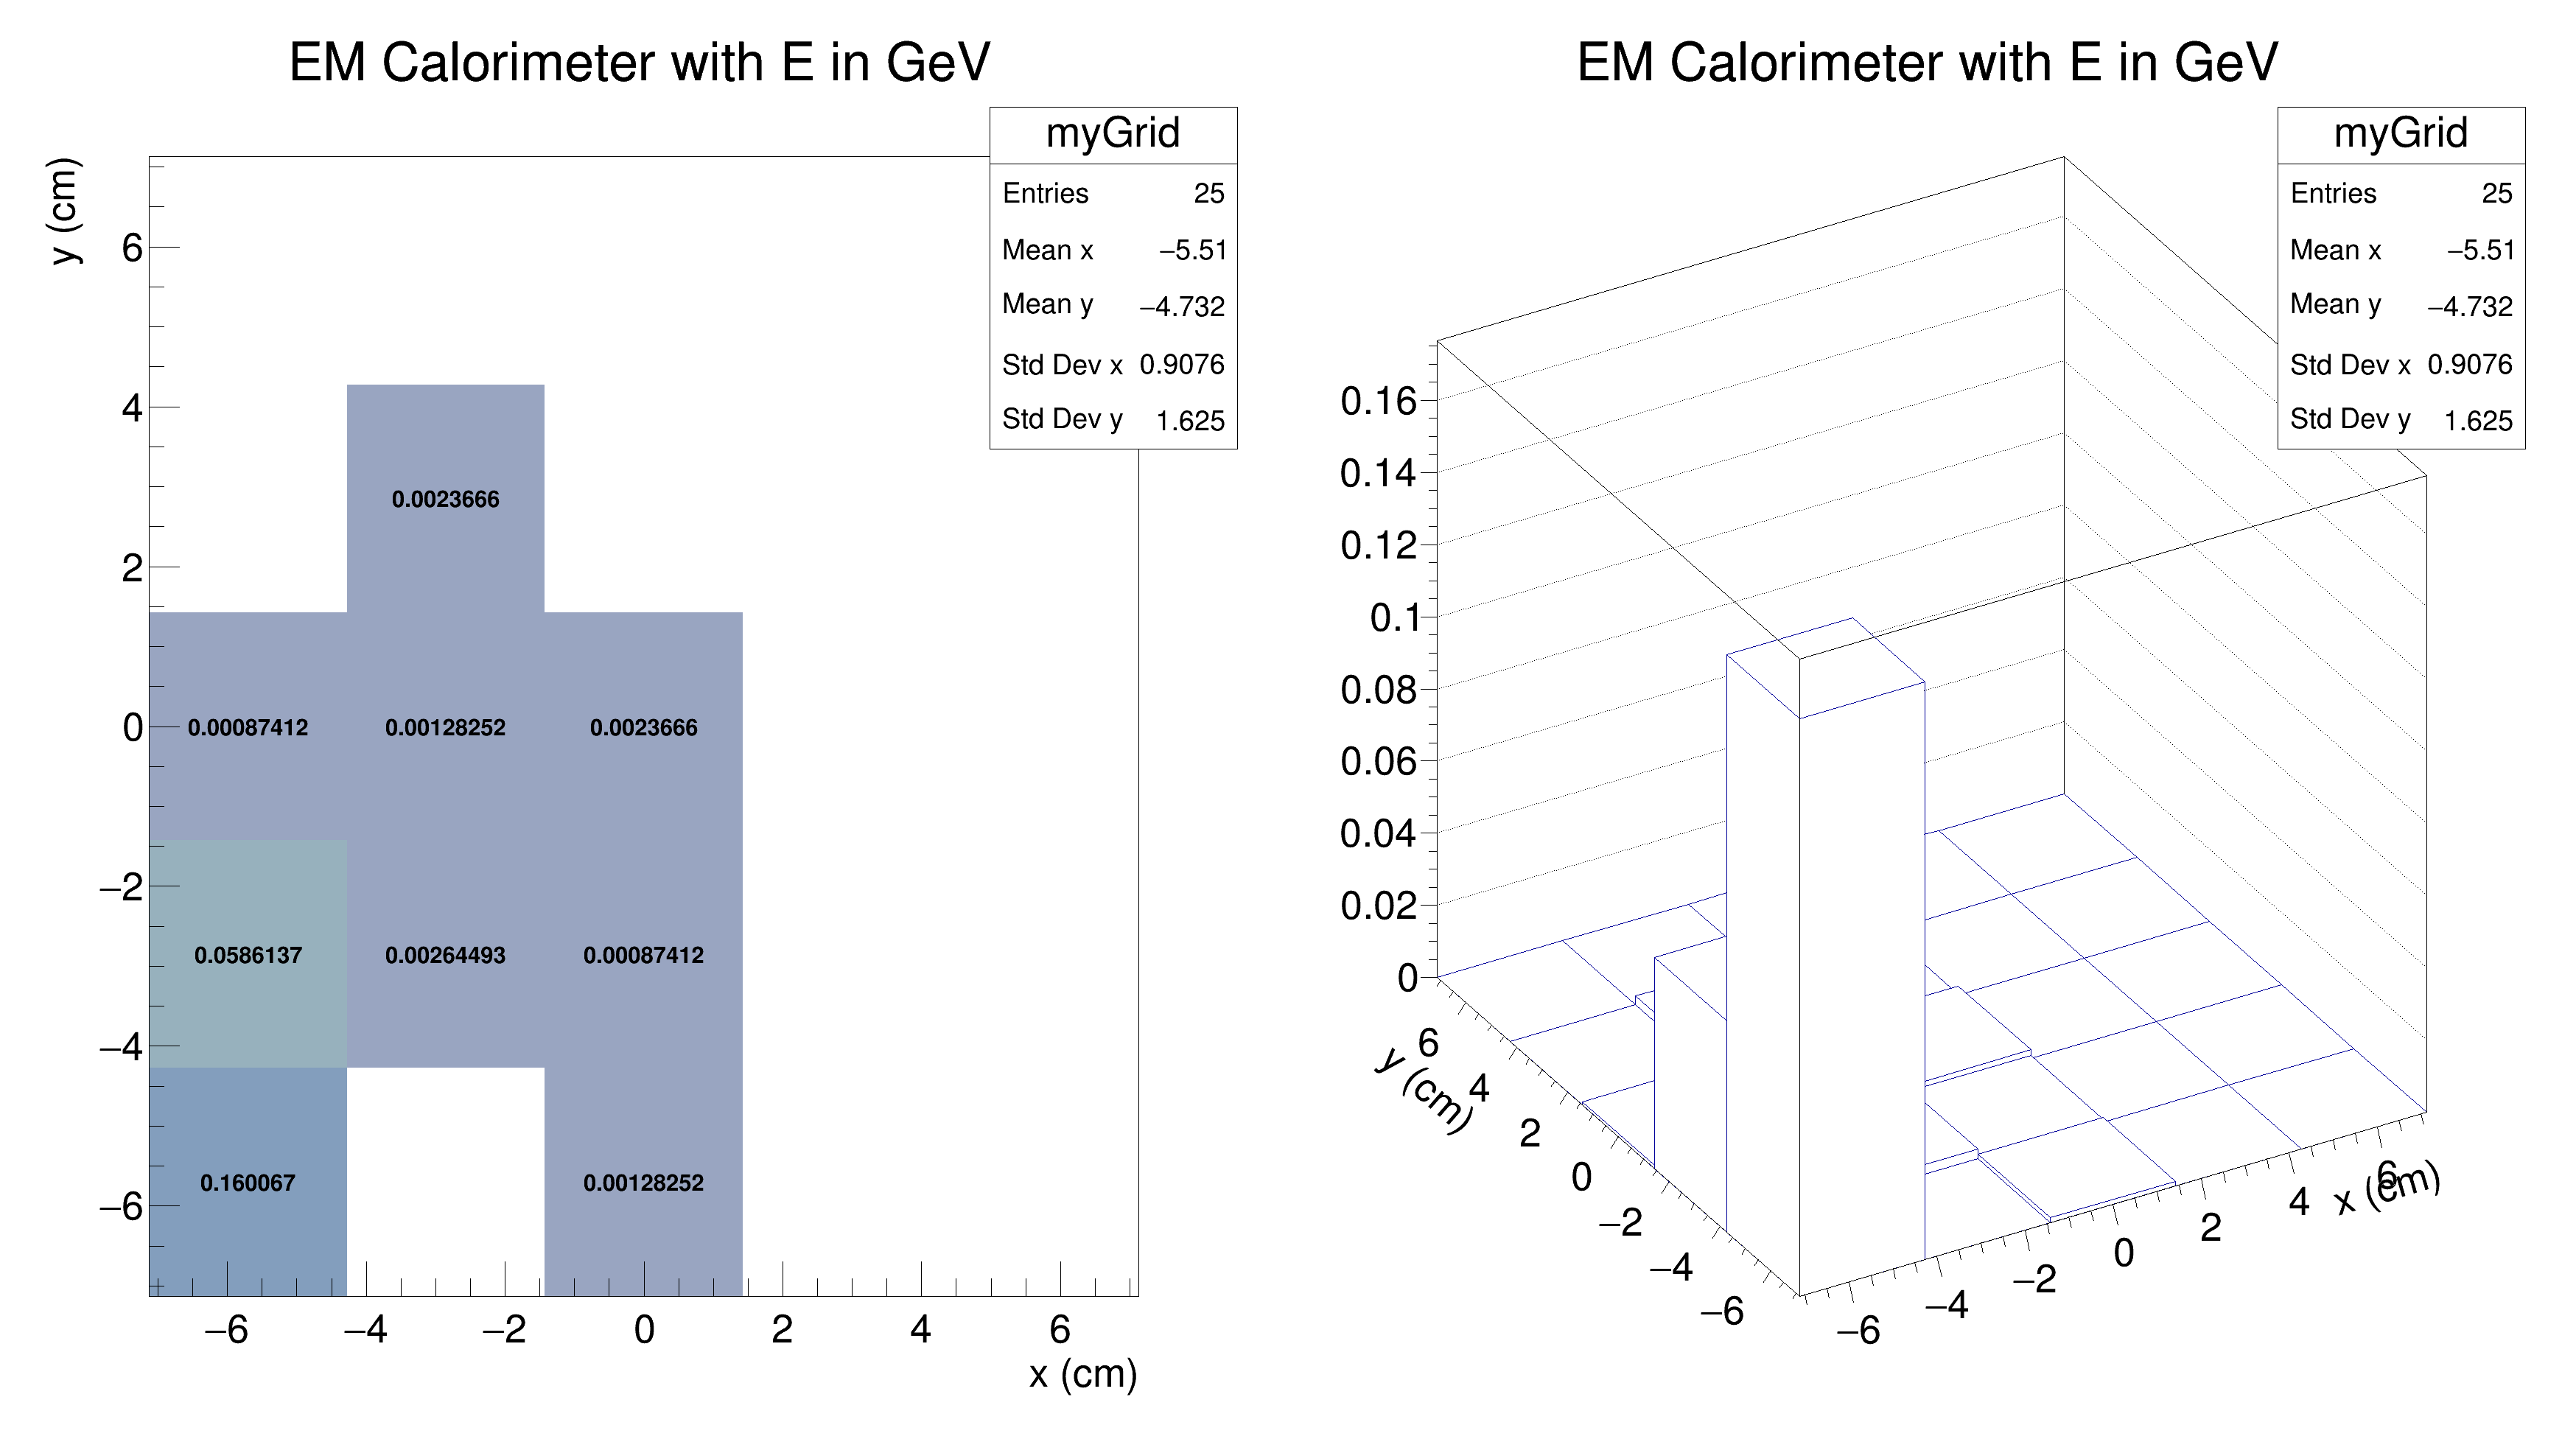 EM Calorimeter with E in GeV
myGrid
Entries 25
Mean x −5.51
Mean y −4.732
Std Dev x 0.9076
Std Dev y 1.625
y (cm)
6
4
2
0
−2
−4
−6
0.0023666
0.00087412 0.00128252 0.0023666
0.0586137 0.00264493 0.00087412
0.160067 0.00128252
−6 −4 −2 0 2 4 6
x (cm)
EM Calorimeter with E in GeV
myGrid
Entries 25
Mean x −5.51
Mean y −4.732
Std Dev x 0.9076
Std Dev y 1.625
0.16
0.14
0.12
0.1
0.08
0.06
0.04
0.02
0
y (cm)
6
4
2
0
−2
−4
−6
−6 −4 −2 0 2 4 6
x (cm)